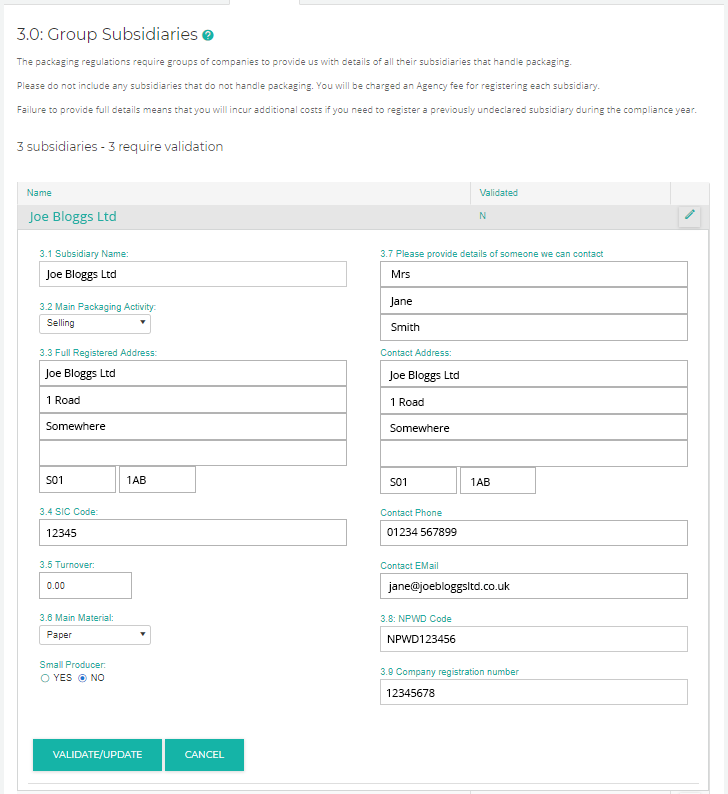 3.0: Group Subsidiaries ?
The packaging regulations require groups of companies to provide us with details of all their subsidiaries that handle packaging.
Please do not include any subsidiaries that do not handle packaging. You will be charged an Agency fee for registering each subsidiary.
Failure to provide full details means that you will incur additional costs if you need to register a previously undeclared subsidiary during the compliance year.
3 subsidiaries - 3 require validation
Name Validated
Joe Bloggs Ltd N
3.1 Subsidiary Name:
Joe Bloggs Ltd
3.2 Main Packaging Activity:
Selling
3.3 Full Registered Address:
Joe Bloggs Ltd
1 Road
Somewhere
S01 1AB
3.4 SIC Code:
12345
3.5 Turnover:
0.00
3.6 Main Material:
Paper
Small Producer:
YES NO
3.7 Please provide details of someone we can contact
Mrs
Jane
Smith
Contact Address:
Joe Bloggs Ltd
1 Road
Somewhere
S01 1AB
Contact Phone
01234 567899
Contact EMail
jane@joebloggsltd.co.uk
3.8: NPWD Code
NPWD123456
3.9 Company registration number
12345678
VALIDATE/UPDATE CANCEL